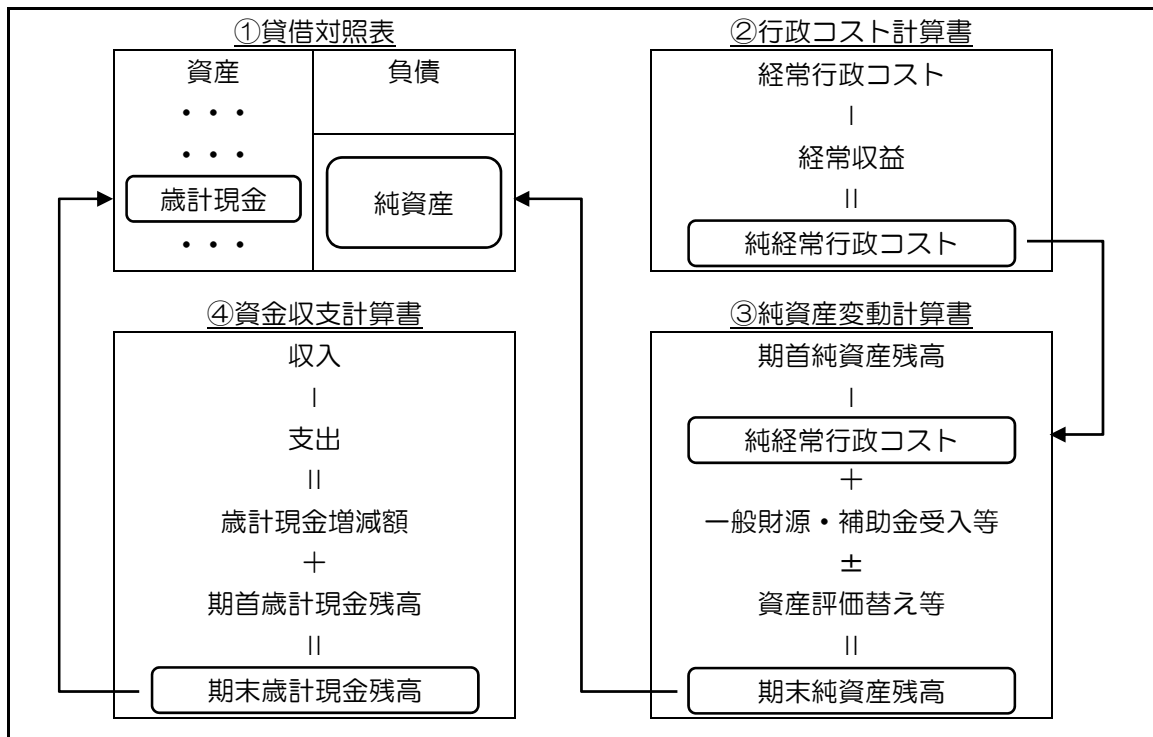 ①貸借対照表
資産
負債
・・・
・・・
歳計現金
純資産
・・・
②行政コスト計算書
経常行政コスト
−
経常収益
=
純経常行政コスト
④資金収支計算書
収入
−
支出
=
歳計現金増減額
+
期首歳計現金残高
=
期末歳計現金残高
③純資産変動計算書
期首純資産残高
−
純経常行政コスト
+
一般財源・補助金受入等
±
資産評価替え等
=
期末純資産残高